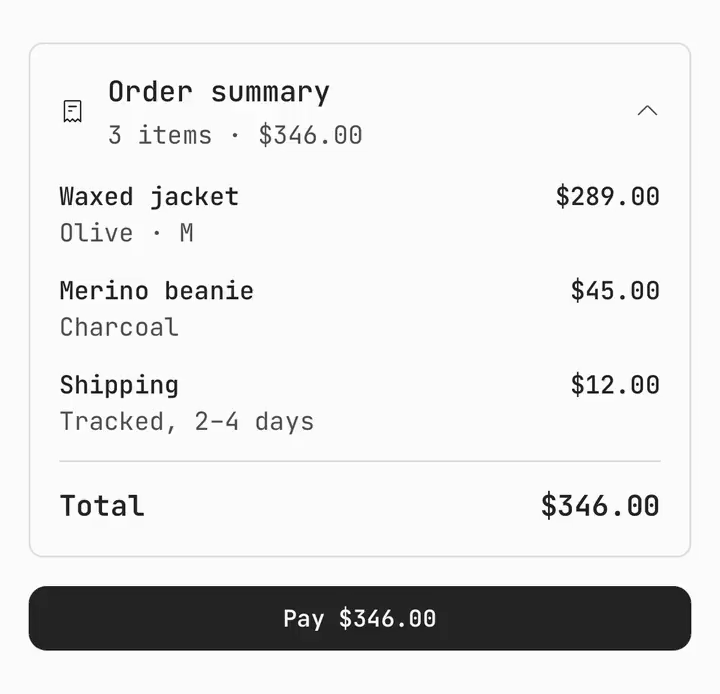 Order summary
3 items · $346.00
Waxed jacket $289.00
Olive · M
Merino beanie $45.00
Charcoal
Shipping $12.00
Tracked, 2–4 days
Total $346.00
Pay $346.00